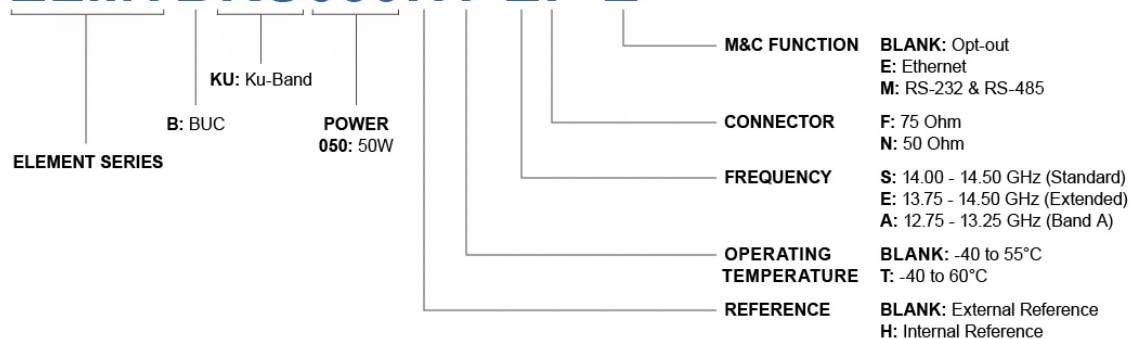 M&C FUNCTION BLANK: Opt-out
E: Ethernet
KU: Ku-Band
M: RS-232 & RS-485
B: BUC
POWER
050: 50W
CONNECTOR F: 75 Ohm
N: 50 Ohm
ELEMENT SERIES
FREQUENCY S: 14.00 - 14.50 GHz (Standard)
E: 13.75 - 14.50 GHz (Extended)
A: 12.75 - 13.25 GHz (Band A)
OPERATING BLANK: -40 to 55°C
TEMPERATURE T: -40 to 60°C
REFERENCE BLANK: External Reference
H: Internal Reference